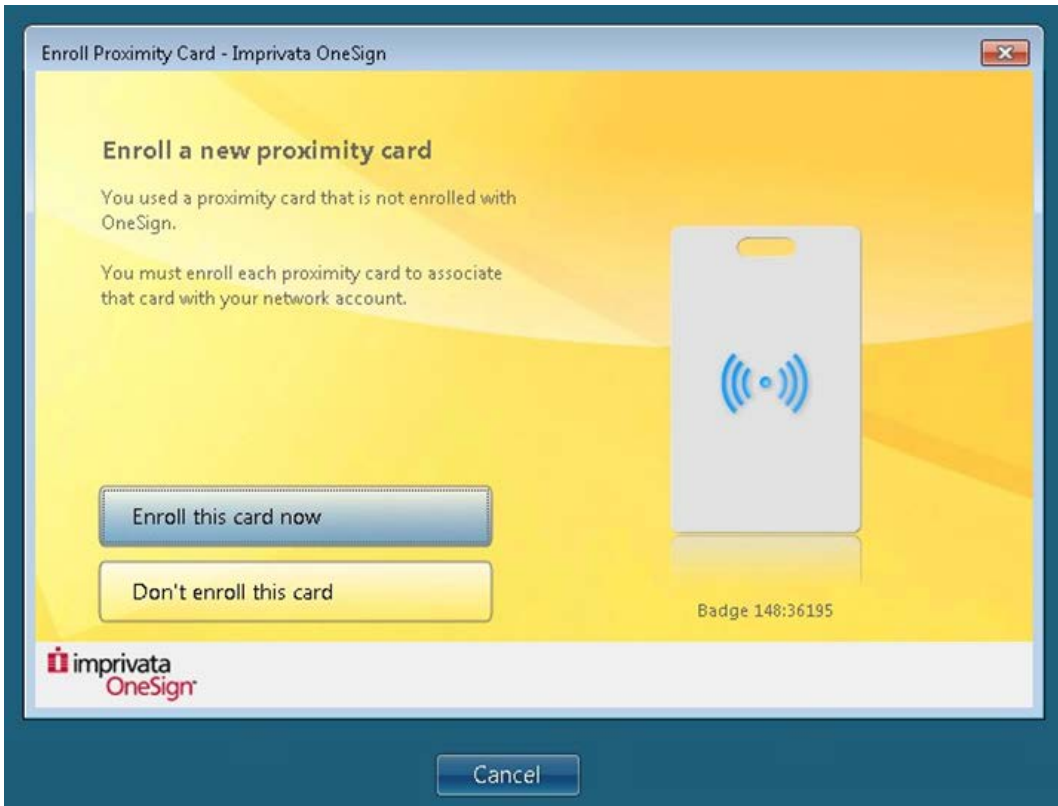 Enroll Proximity Card - Imprivata OneSign
Enroll a new proximity card
You used a proximity card that is not enrolled with
OneSign.
You must enroll each proximity card to associate
that card with your network account.
Enroll this card now
Don't enroll this card
Badge 148:36195
imprivata
OneSign
Cancel